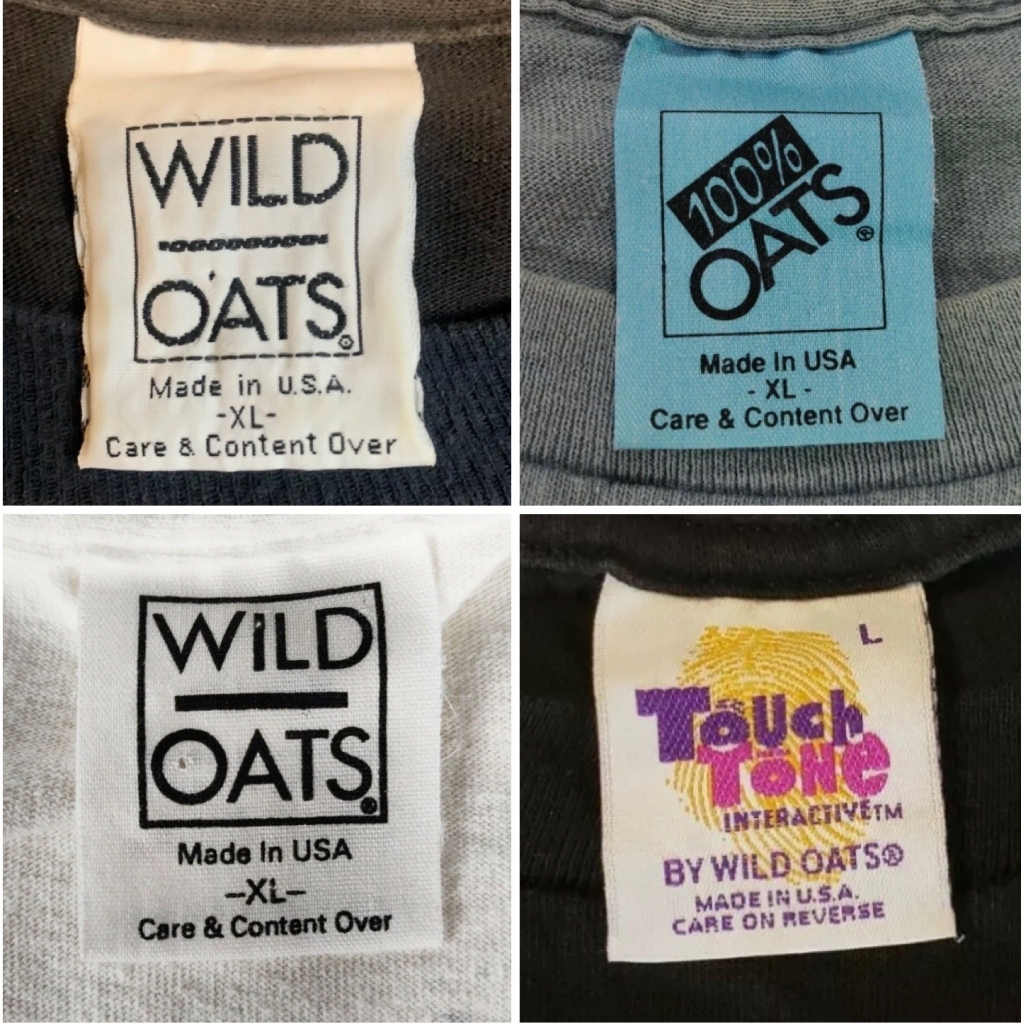 WILD
OATS®
Made in U.S.A.
-XL-
Care & Content Over
100%
OATS®
Made In USA
- XL -
Care & Content Over
WILD
OATS®
Made In USA
–XL–
Care & Content Over
L
Touch
Tone
INTERACTIVE™
BY WILD OATS®
MADE IN U.S.A.
CARE ON REVERSE